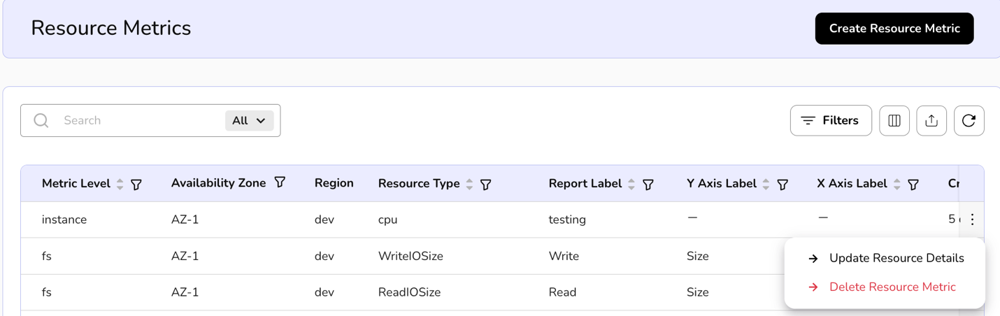 Resource Metrics
Create Resource Metric
Search All
Filters
Metric Level Availability Zone Region Resource Type Report Label Y Axis Label X Axis Label
instance AZ-1 dev cpu testing — — 5
fs AZ-1 dev WriteIOSize Write Size
Update Resource Details
fs AZ-1 dev ReadIOSize Read Size
Delete Resource Metric